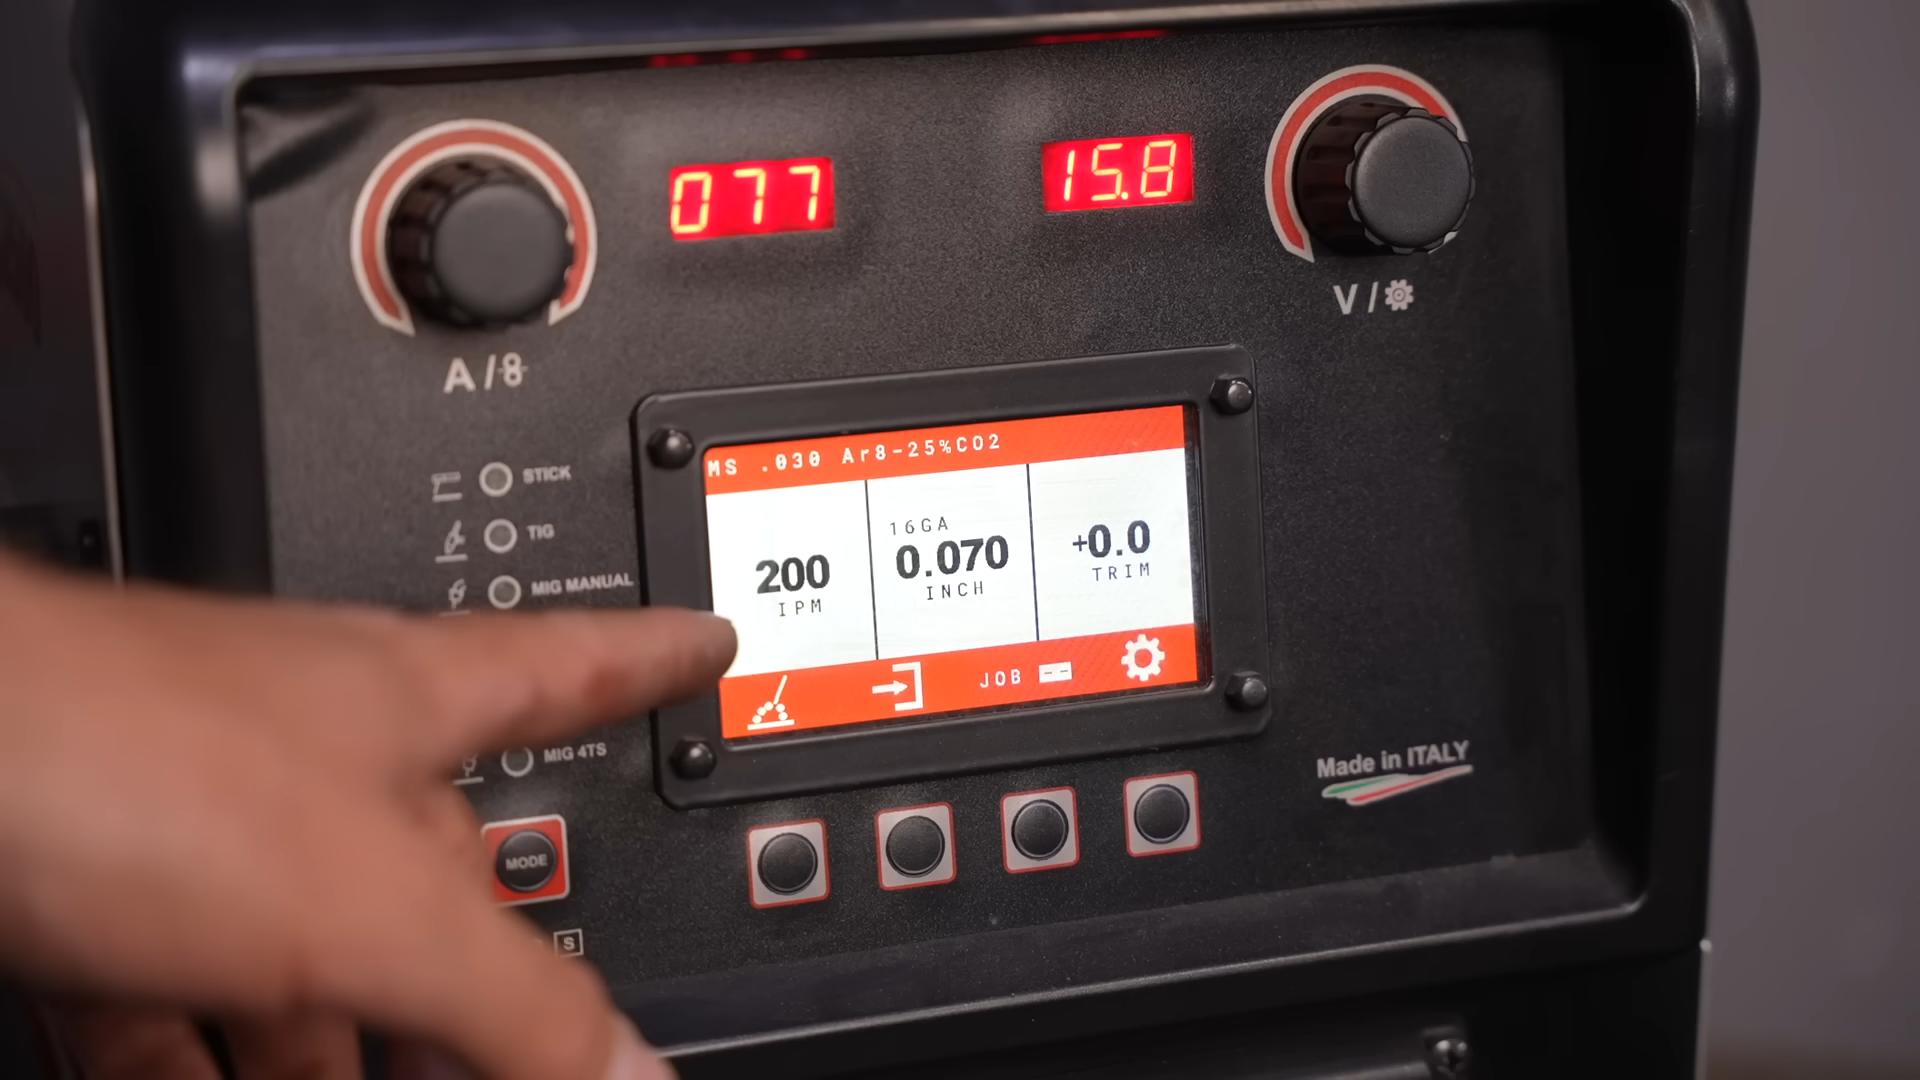 077
15.8
A /
V /
MS .030 Ar8-25%CO2
STICK
TIG
MIG MANUAL
MIG 4TS
200
IPM
16GA
0.070
INCH
+0.0
TRIM
JOB --
Made in ITALY
MODE
S